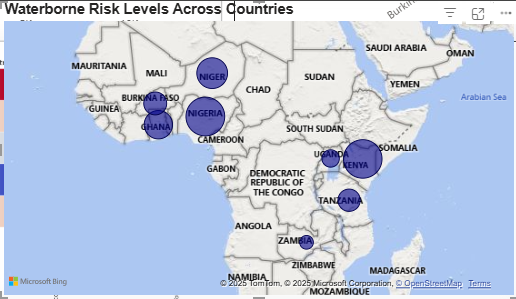 Waterborne Risk Levels Across Countries
SAUDI ARABIA
OMAN
MAURITANIA
MALI
NIGER
CHAD
SUDAN
YEMEN
Arabian Sea
BURKINA FASO
GUINEA
GHANA
NIGERIA
CAMEROON
SOUTH SUDAN
SOMALIA
UGANDA
KENYA
GABON
DEMOCRATIC
REPUBLIC OF
THE CONGO
TANZANIA
ANGOLA
ZAMBIA
ZIMBABWE
MADAGASCAR
NAMIBIA
MOZAMBIQUE
Microsoft Bing
© 2025 TomTom, © 2025 Microsoft Corporation, © OpenStreetMap Terms